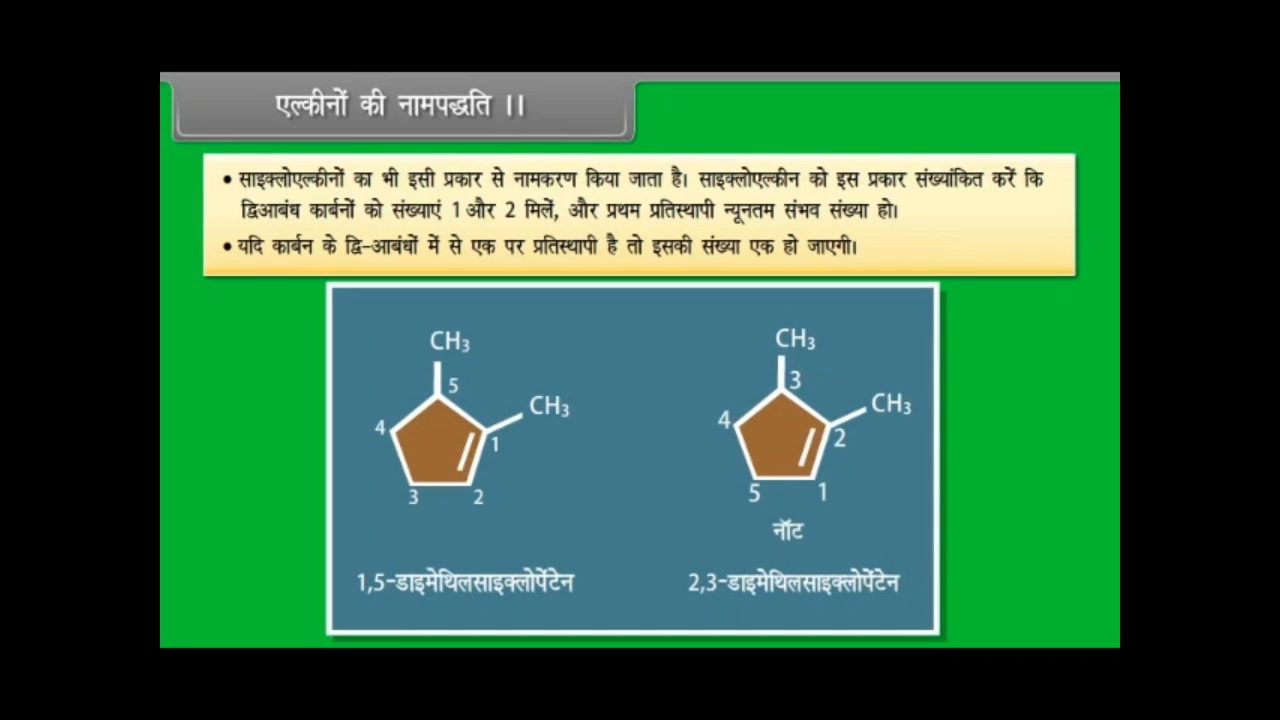 एल्कीनों की नामपद्धति ।।
• साइक्लोएल्कीनों का भी इसी प्रकार से नामकरण किया जाता है। साइक्लोएल्कीन को इस प्रकार संख्यांकित करें कि
द्विआबंध कार्बनों को संख्याएं 1 और 2 मिलें, और प्रथम प्रतिस्थापी न्यूनतम संभव संख्या हो।
• यदि कार्बन के द्वि-आबंधों में से एक पर प्रतिस्थापी है तो इसकी संख्या एक हो जाएगी।
CH₃
5
CH₃
4
1
3
2
1,5-डाइमेथिलसाइक्लोपेंटेन
CH₃
3
CH₃
4
2
5
1
नॉट
2,3-डाइमेथिलसाइक्लोपेंटेन